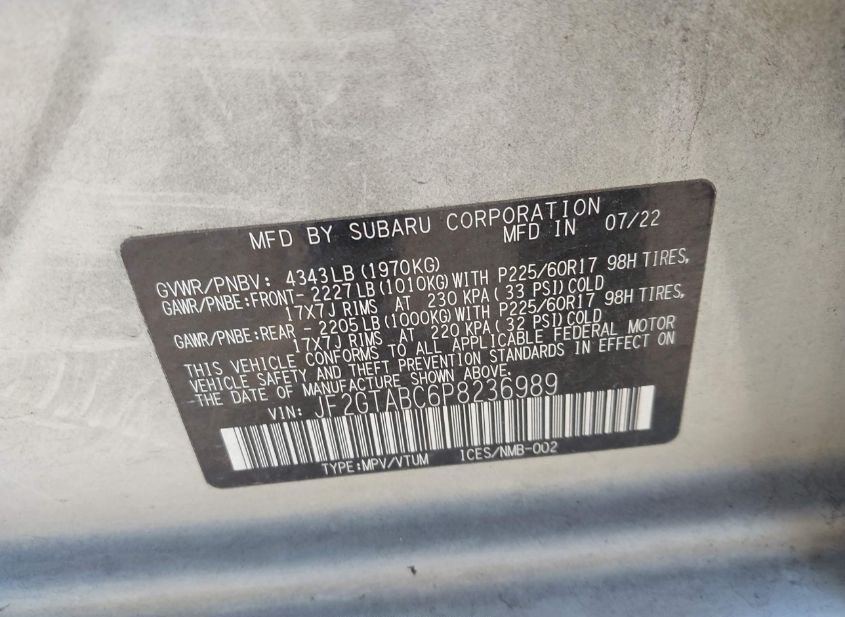 MFD BY SUBARU CORPORATION
MFD IN 07/22
GVWR/PNBV: 4343LB(1970KG)
GAWR/PNBE:FRONT-2227LB(1010KG)WITH P225/60R17 98H TIRES,
17X7J RIMS AT 230 KPA(33 PSI)COLD
GAWR/PNBE:REAR -2205LB(1000KG)WITH P225/60R17 98H TIRES,
17X7J RIMS AT 220 KPA(32 PSI)COLD
THIS VEHICLE CONFORMS TO ALL APPLICABLE FEDERAL MOTOR
VEHICLE SAFETY AND THEFT PREVENTION STANDARDS IN EFFECT ON
THE DATE OF MANUFACTURE SHOWN ABOVE.
VIN: JF2GTABC6P8236989
TYPE:MPV/VTUM ICES/NMB-002